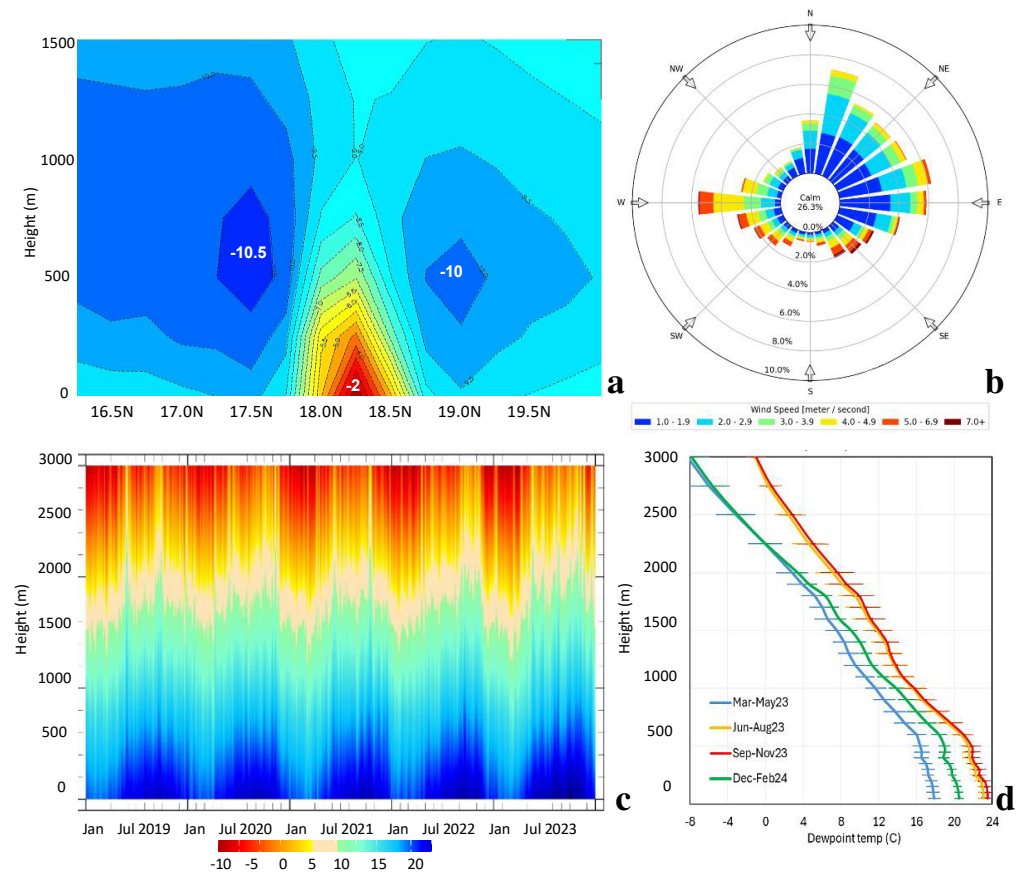 1500
1000
500
0
Height (m)
-10.5
-10
-2
16.5N 17.0N 17.5N 18.0N 18.5N 19.0N 19.5N
a
N
NE
E
SE
S
SW
W
NW
Calm
26.3%
0.0%
2.0%
4.0%
6.0%
8.0%
10.0%
b
Wind Speed [meter / second]
1.0 - 1.9 2.0 - 2.9 3.0 - 3.9 4.0 - 4.9 5.0 - 6.9 7.0+
3000
2500
2000
1500
1000
500
0
Height (m)
Jan Jul 2019 Jan Jul 2020 Jan Jul 2021 Jan Jul 2022 Jan Jul 2023
-10 -5 0 5 10 15 20
c
3000
2500
2000
1500
1000
500
0
Height (m)
Mar-May23
Jun-Aug23
Sep-Nov23
Dec-Feb24
-8 -4 0 4 8 12 16 20 24
Dewpoint temp (C)
d